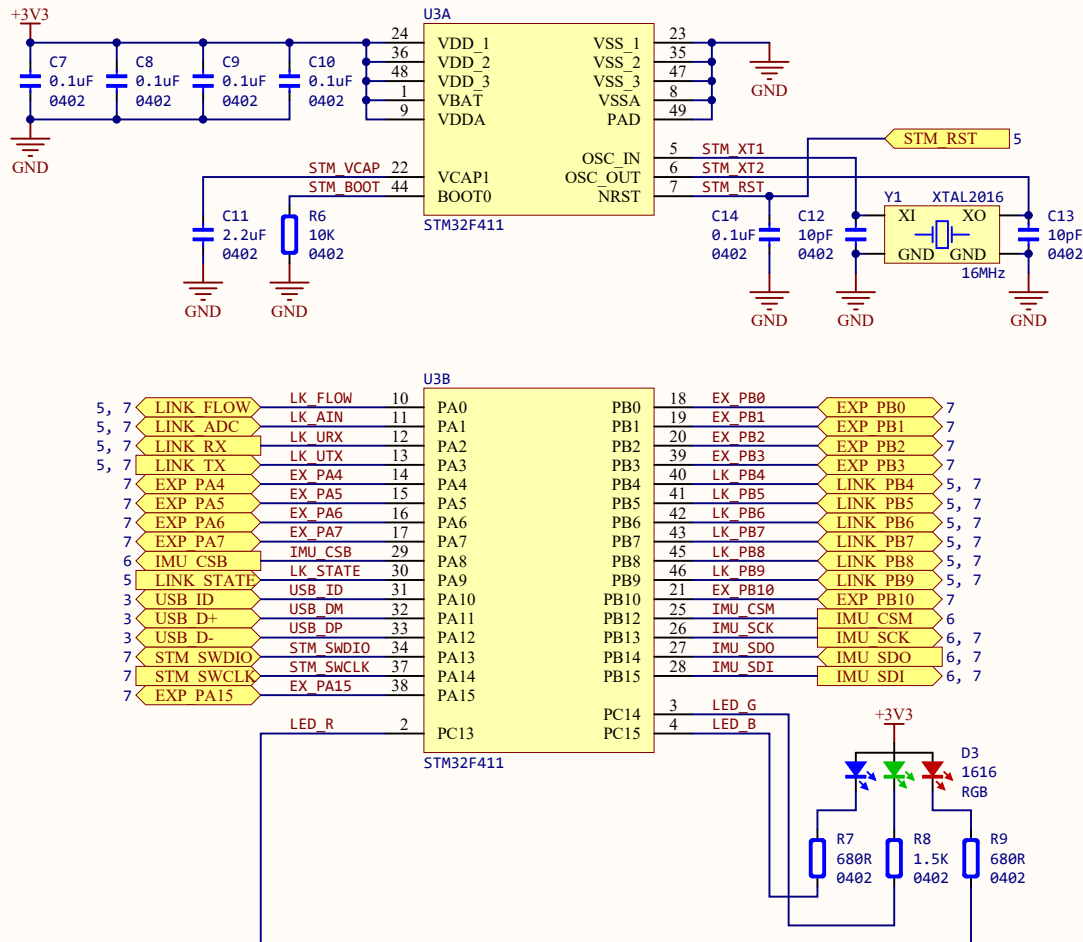 +3V3
U3A
24 VDD_1
36 VDD_2
48 VDD_3
1 VBAT
9 VDDA
VSS_1 23
VSS_2 35
VSS_3 47
VSSA 8
PAD 49
GND
C7
0.1uF
0402
C8
0.1uF
0402
C9
0.1uF
0402
C10
0.1uF
0402
GND
STM_VCAP 22 VCAP1
STM_BOOT 44 BOOT0
OSC_IN 5 STM_XT1
OSC_OUT 6 STM_XT2
NRST 7 STM_RST
STM_RST 5
STM32F411
C11
2.2uF
0402
GND
R6
10K
0402
GND
C14
0.1uF
0402
GND
C12
10pF
0402
GND
Y1 XTAL2016
XI XO
GND GND
16MHz
C13
10pF
0402
GND
U3B
5, 7 LINK_FLOW LK_FLOW 10 PA0
5, 7 LINK_ADC LK_AIN 11 PA1
5, 7 LINK_RX LK_URX 12 PA2
5, 7 LINK_TX LK_UTX 13 PA3
7 EXP_PA4 EX_PA4 14 PA4
7 EXP_PA5 EX_PA5 15 PA5
7 EXP_PA6 EX_PA6 16 PA6
7 EXP_PA7 EX_PA7 17 PA7
6 IMU_CSB IMU_CSB 29 PA8
5 LINK_STATE LK_STATE 30 PA9
3 USB_ID USB_ID 31 PA10
3 USB_D+ USB_DM 32 PA11
3 USB_D- USB_DP 33 PA12
7 STM_SWDIO STM_SWDIO 34 PA13
7 STM_SWCLK STM_SWCLK 37 PA14
7 EXP_PA15 EX_PA15 38 PA15
LED_R 2 PC13
PB0 18 EX_PB0 EXP_PB0 7
PB1 19 EX_PB1 EXP_PB1 7
PB2 20 EX_PB2 EXP_PB2 7
PB3 39 EX_PB3 EXP_PB3 7
PB4 40 LK_PB4 LINK_PB4 5, 7
PB5 41 LK_PB5 LINK_PB5 5, 7
PB6 42 LK_PB6 LINK_PB6 5, 7
PB7 43 LK_PB7 LINK_PB7 5, 7
PB8 45 LK_PB8 LINK_PB8 5, 7
PB9 46 LK_PB9 LINK_PB9 5, 7
PB10 21 EX_PB10 EXP_PB10 7
PB12 25 IMU_CSM IMU_CSM 6
PB13 26 IMU_SCK IMU_SCK 6, 7
PB14 27 IMU_SDO IMU_SDO 6, 7
PB15 28 IMU_SDI IMU_SDI 6, 7
PC14 3 LED_G
PC15 4 LED_B
STM32F411
+3V3
D3
1616
RGB
R7
680R
0402
R8
1.5K
0402
R9
680R
0402